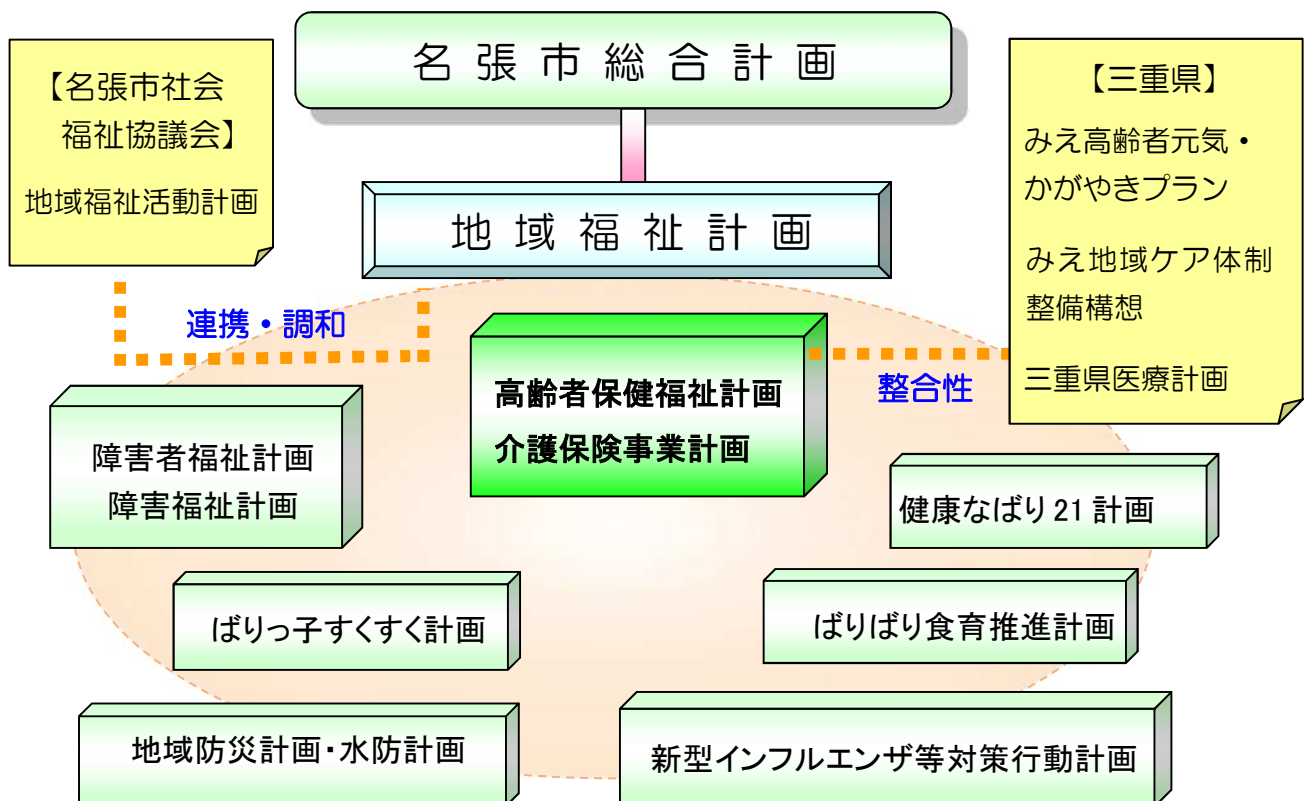 名張市総合計画
【名張市社会
福祉協議会】
地域福祉活動計画
【三重県】
みえ高齢者元気・
かがやきプラン
みえ地域ケア体制
整備構想
三重県医療計画
地域福祉計画
連携・調和
整合性
高齢者保健福祉計画
介護保険事業計画
障害者福祉計画
障害福祉計画
健康なばり21計画
ばりっ子すくすく計画
ばりばり食育推進計画
地域防災計画・水防計画
新型インフルエンザ等対策行動計画